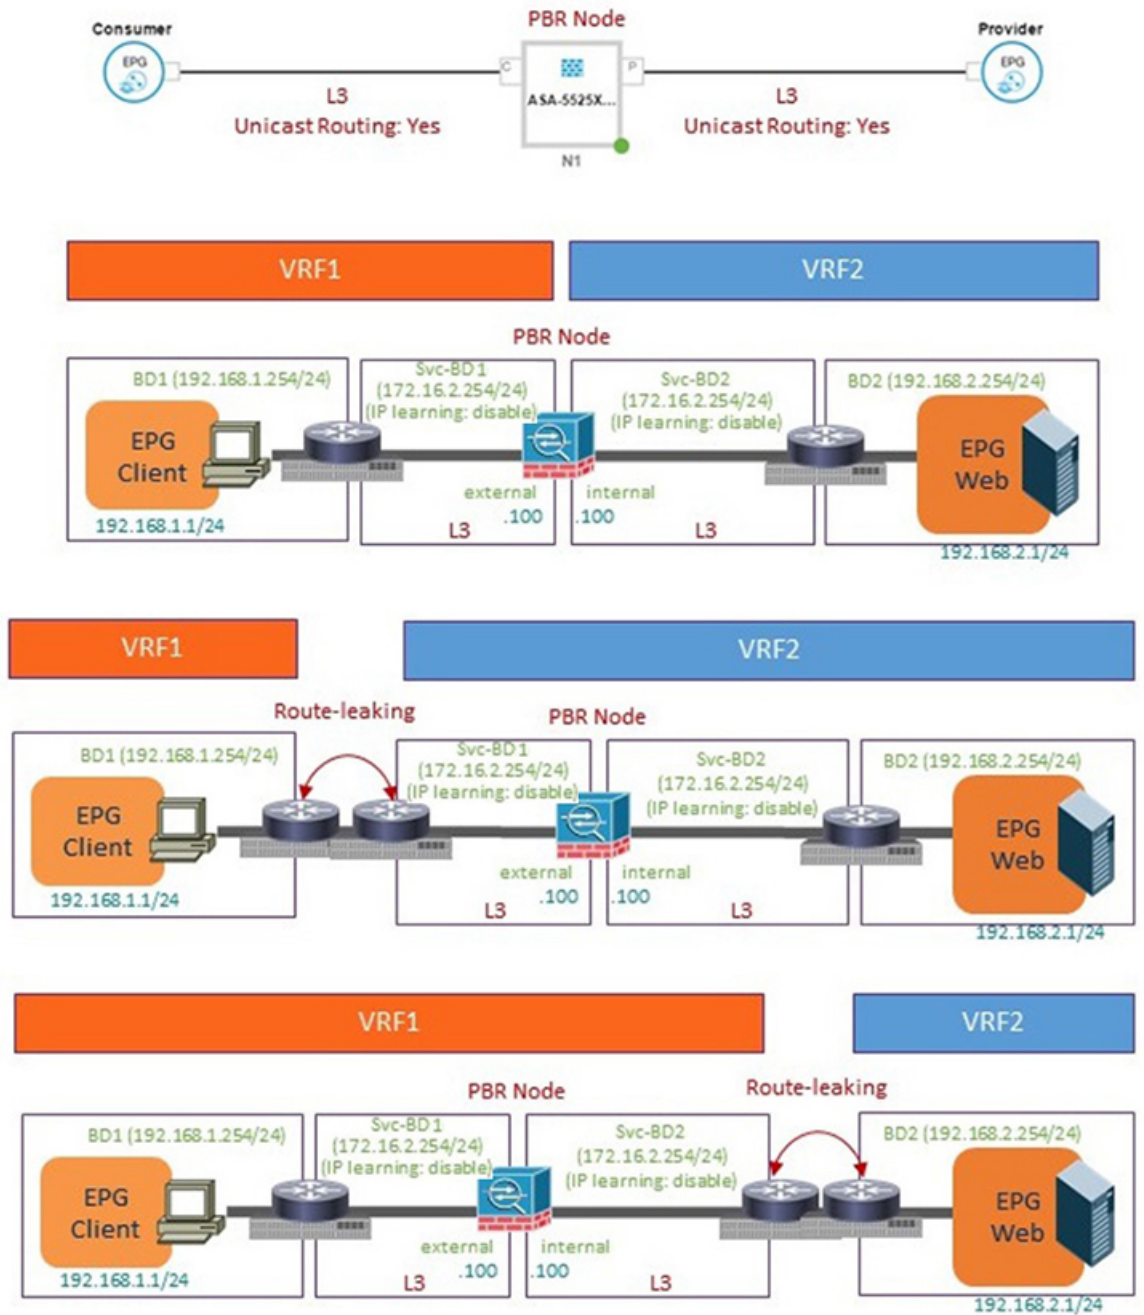 PBR Node
Consumer
Provider
EPG
C
P
EPG
ASA-5525X...
L3
Unicast Routing: Yes
L3
Unicast Routing: Yes
N1
VRF1
VRF2
PBR Node
BD1 (192.168.1.254/24)
Svc-BD1
(172.16.2.254/24)
(IP learning: disable)
Svc-BD2
(172.16.2.254/24)
(IP learning: disable)
BD2 (192.168.2.254/24)
EPG
Client
EPG
Web
192.168.1.1/24
external
.100
internal
.100
L3
L3
192.168.2.1/24
VRF1
VRF2
Route-leaking
PBR Node
BD1 (192.168.1.254/24)
Svc-BD1
(172.16.2.254/24)
(IP learning: disable)
Svc-BD2
(172.16.2.254/24)
(IP learning: disable)
BD2 (192.168.2.254/24)
EPG
Client
EPG
Web
192.168.1.1/24
external
.100
internal
.100
L3
L3
192.168.2.1/24
VRF1
VRF2
PBR Node
Route-leaking
BD1 (192.168.1.254/24)
Svc-BD1
(172.16.2.254/24)
(IP learning: disable)
Svc-BD2
(172.16.2.254/24)
(IP learning: disable)
BD2 (192.168.2.254/24)
EPG
Client
EPG
Web
192.168.1.1/24
external
.100
internal
.100
L3
L3
192.168.2.1/24